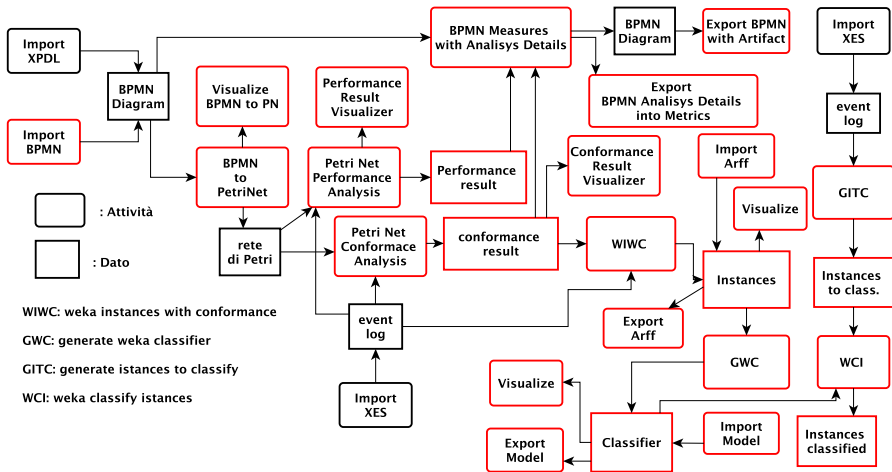 Import
XPDL
BPMN
Diagram
Import
BPMN
Visualize
BPMN to PN
BPMN
to
PetriNet
rete
di Petri
Performance
Result
Visualizer
Petri Net
Performance
Analysis
Petri Net
Conformace
Analysis
event
log
Import
XES
BPMN Measures
with Analisys Details
Performance
result
conformance
result
BPMN
Diagram
Export BPMN
with Artifact
Export
BPMN Analisys Details
into Metrics
Conformance
Result
Visualizer
WIWC
Import
Arff
Visualize
Instances
Export
Arff
GWC
Visualize
Export
Model
Classifier
Import
Model
Import
XES
event
log
GITC
Instances
to class.
WCI
Instances
classified
: Attività
: Dato
WIWC: weka instances with conformance
GWC: generate weka classifier
GITC: generate istances to classify
WCI: weka classify istances